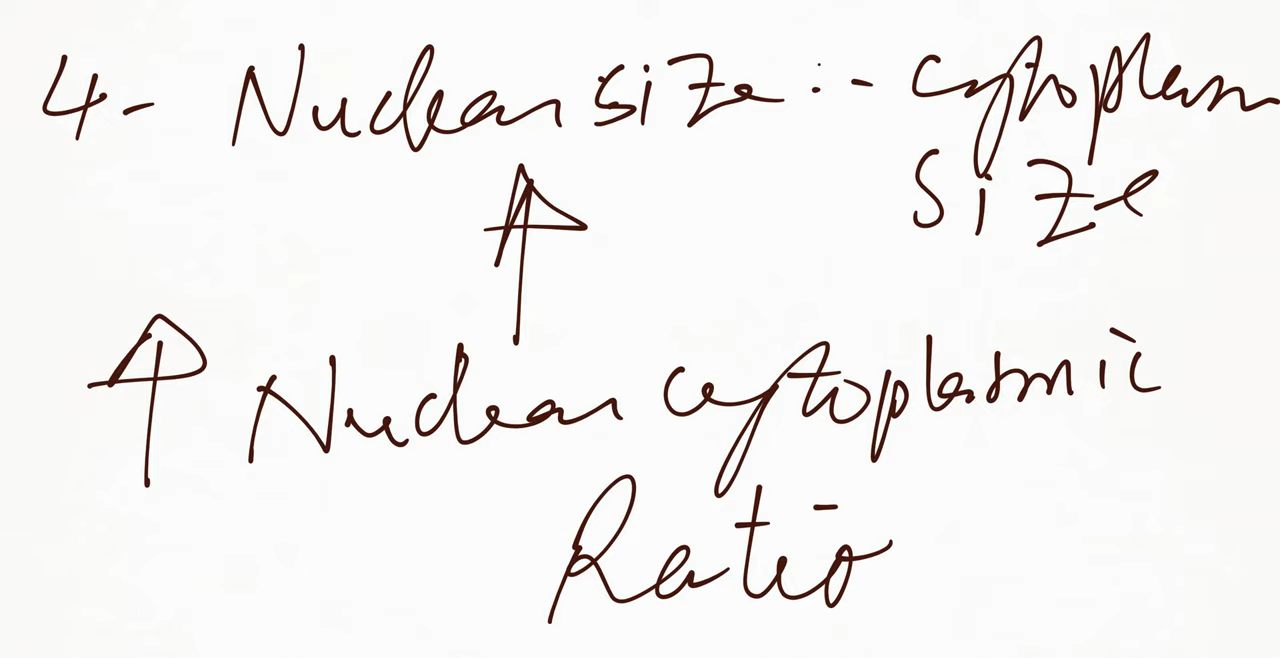 4- Nuclear size :- cytoplasm
size
↑
↑ Nuclear cytoplasmic
Ratio